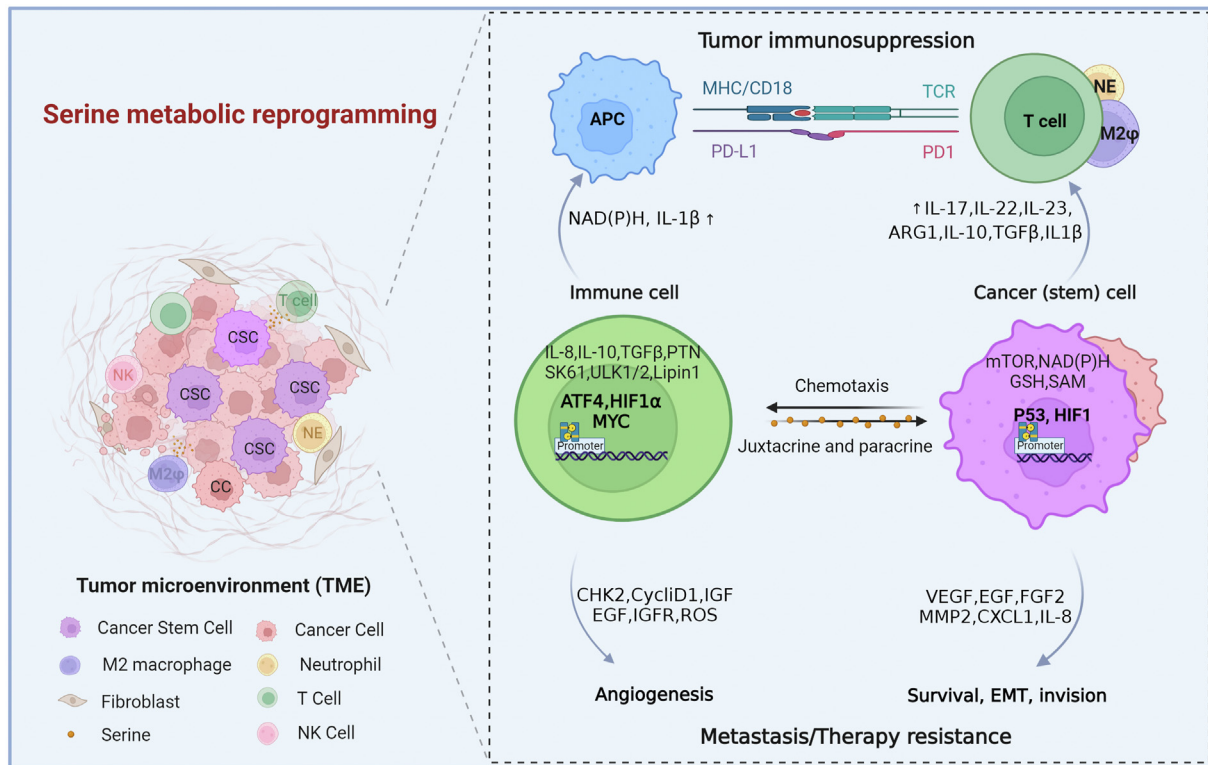 Serine metabolic reprogramming
T cell
CSC
NK
CSC
CSC
NE
CSC
M2φ
CC
Tumor microenvironment (TME)
Cancer Stem Cell
Cancer Cell
M2 macrophage
Neutrophil
Fibroblast
T Cell
Serine
NK Cell
Tumor immunosuppression
APC
MHC/CD18
TCR
PD-L1
PD1
T cell
NE
M2φ
NAD(P)H, IL-1β ↑
↑IL-17,IL-22,IL-23,
ARG1,IL-10,TGFβ,IL1β
Immune cell
Cancer (stem) cell
IL-8,IL-10,TGFβ,PTN
SK61,ULK1/2,Lipin1
ATF4,HIF1α
MYC
Promoter
Chemotaxis
Juxtacrine and paracrine
mTOR,NAD(P)H
GSH,SAM
P53, HIF1
Promoter
CHK2,CycliD1,IGF
EGF,IGFR,ROS
VEGF,EGF,FGF2
MMP2,CXCL1,IL-8
Angiogenesis
Survival, EMT, invision
Metastasis/Therapy resistance